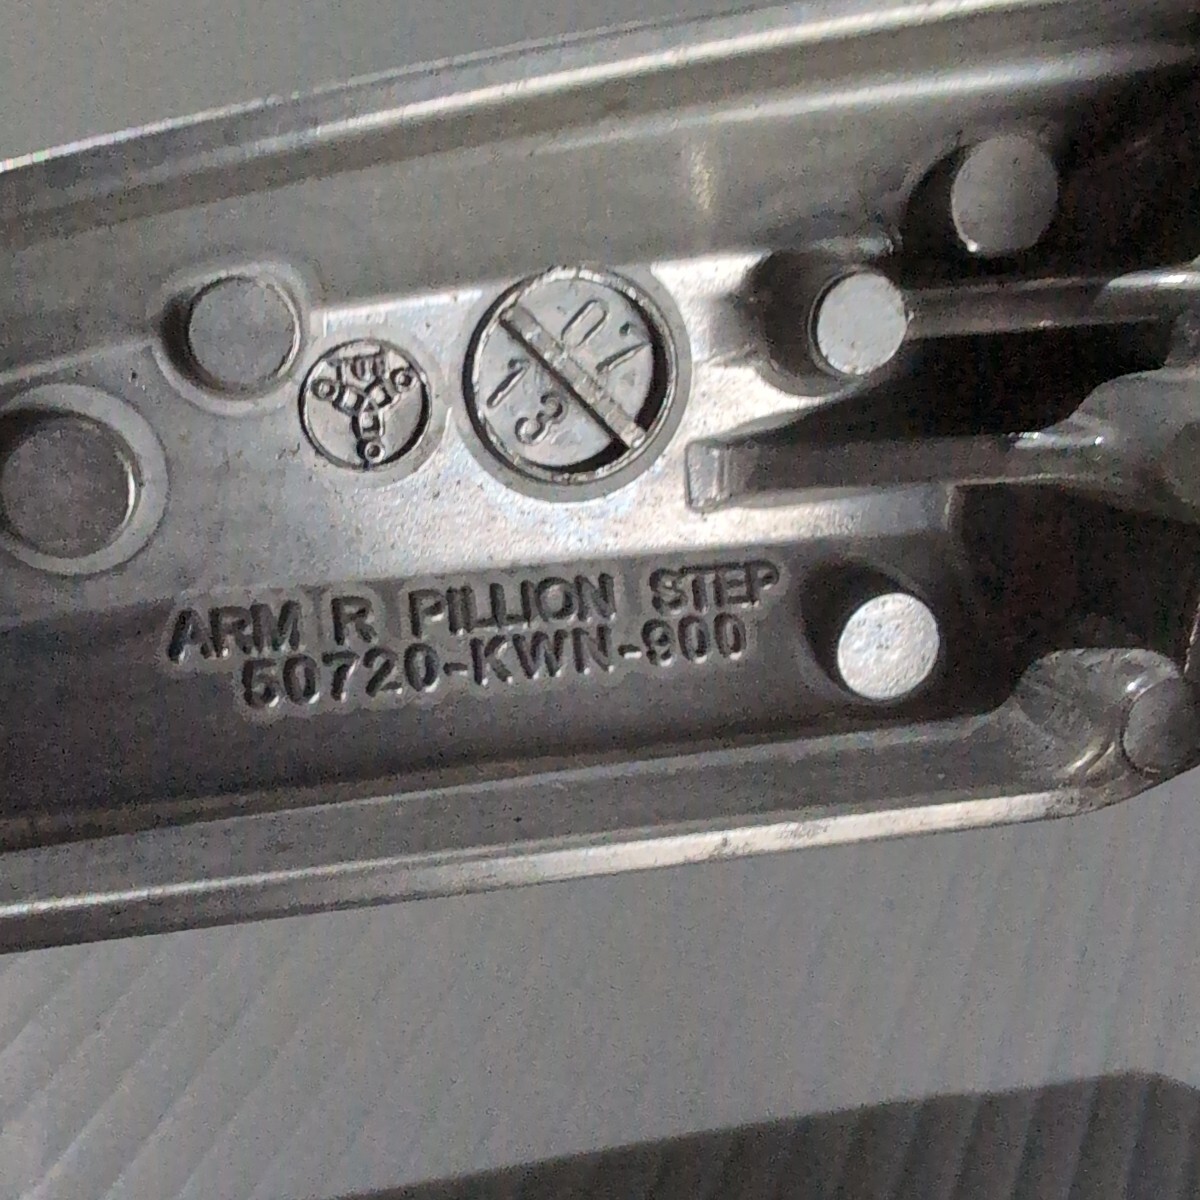 ARM R PILLION STEP
50720-KWN-900